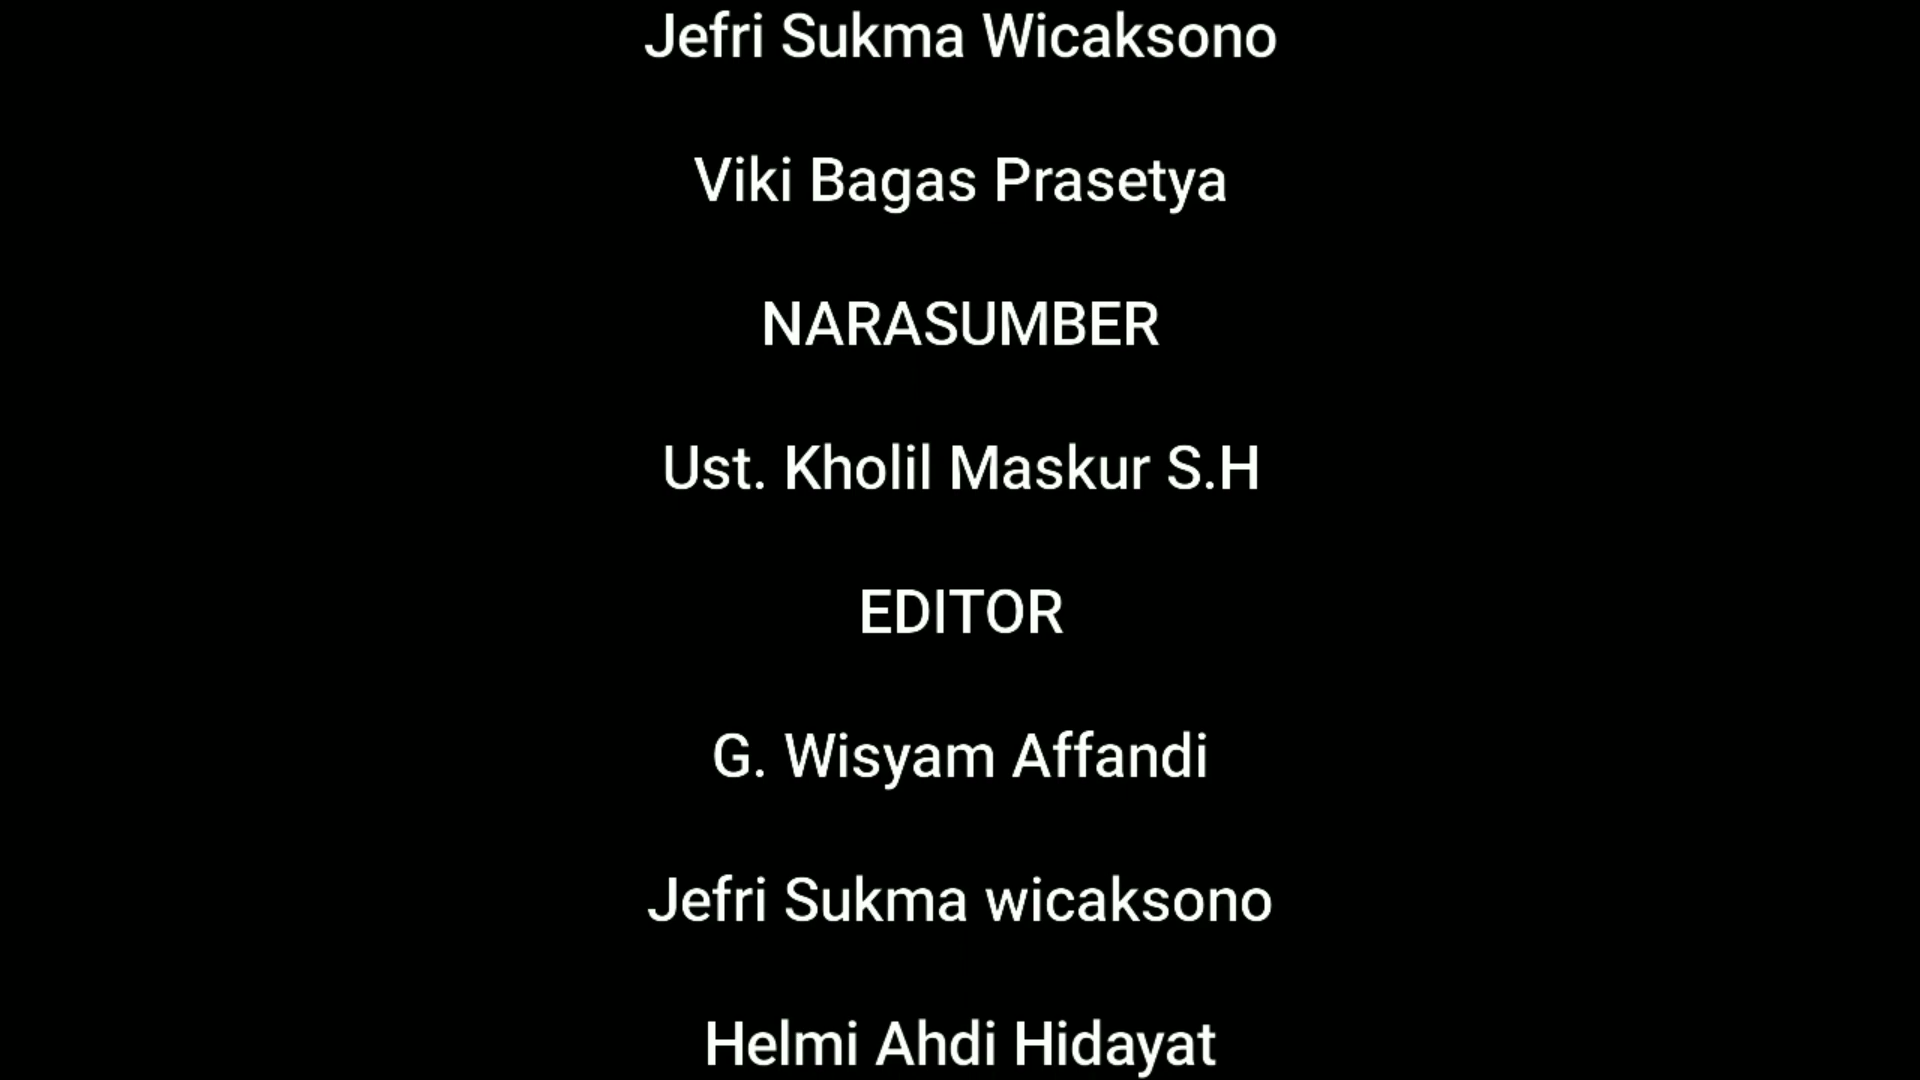 Jefri Sukma Wicaksono
Viki Bagas Prasetya
NARASUMBER
Ust. Kholil Maskur S.H
EDITOR
G. Wisyam Affandi
Jefri Sukma wicaksono
Helmi Ahdi Hidayat